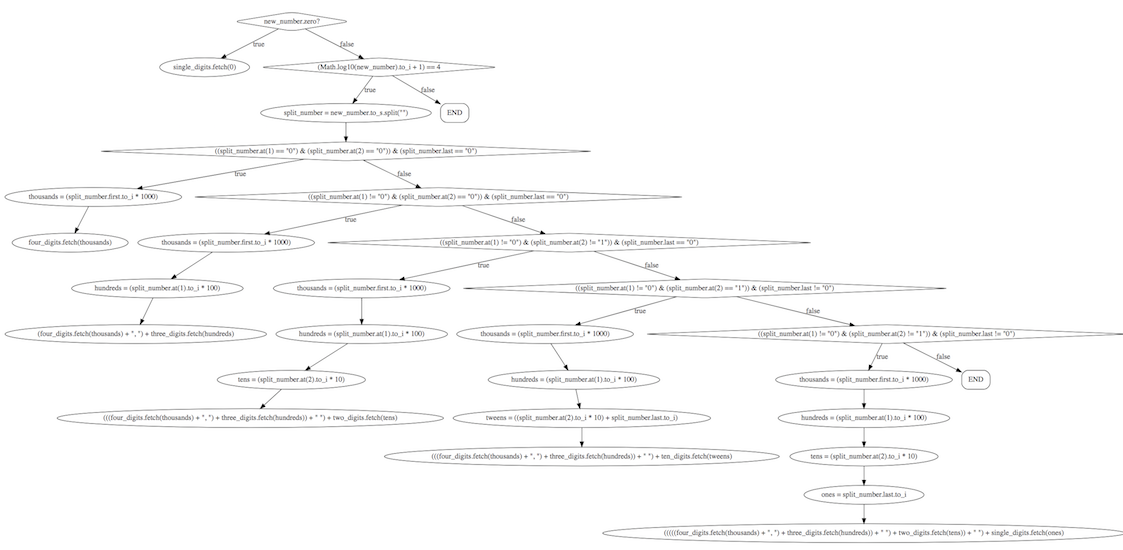 new_number.zero?
true
false
single_digits.fetch(0)
(Math.log10(new_number).to_i + 1) == 4
true
false
split_number = new_number.to_s.split("")
END
((split_number.at(1) == "0") & (split_number.at(2) == "0")) & (split_number.last == "0")
true
false
thousands = (split_number.first.to_i * 1000)
((split_number.at(1) != "0") & (split_number.at(2) == "0")) & (split_number.last == "0")
true
false
four_digits.fetch(thousands)
thousands = (split_number.first.to_i * 1000)
((split_number.at(1) != "0") & (split_number.at(2) != "1")) & (split_number.last == "0")
true
false
hundreds = (split_number.at(1).to_i * 100)
thousands = (split_number.first.to_i * 1000)
((split_number.at(1) != "0") & (split_number.at(2) == "1")) & (split_number.last != "0")
true
false
(four_digits.fetch(thousands) + ", ") + three_digits.fetch(hundreds)
hundreds = (split_number.at(1).to_i * 100)
thousands = (split_number.first.to_i * 1000)
((split_number.at(1) != "0") & (split_number.at(2) != "1")) & (split_number.last != "0")
true
false
tens = (split_number.at(2).to_i * 10)
hundreds = (split_number.at(1).to_i * 100)
thousands = (split_number.first.to_i * 1000)
END
(((four_digits.fetch(thousands) + ", ") + three_digits.fetch(hundreds)) + " ") + two_digits.fetch(tens)
tweens = ((split_number.at(2).to_i * 10) + split_number.last.to_i)
hundreds = (split_number.at(1).to_i * 100)
(((four_digits.fetch(thousands) + ", ") + three_digits.fetch(hundreds)) + " ") + ten_digits.fetch(tweens)
tens = (split_number.at(2).to_i * 10)
ones = split_number.last.to_i
(((((four_digits.fetch(thousands) + ", ") + three_digits.fetch(hundreds)) + " ") + two_digits.fetch(tens)) + " ") + single_digits.fetch(ones)